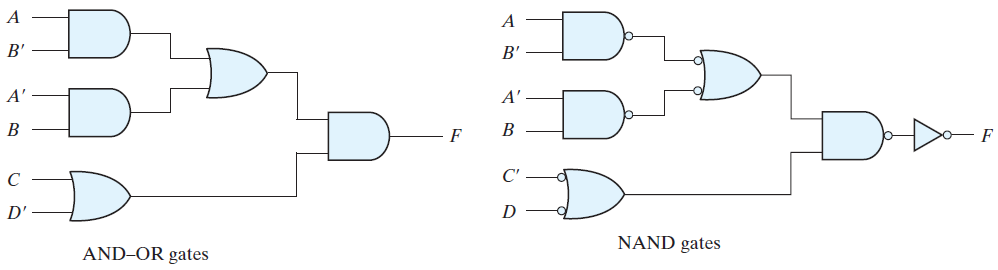 A
B'
A'
B
C
D'
F
AND–OR gates
A
B'
A'
B
C'
D
F
NAND gates